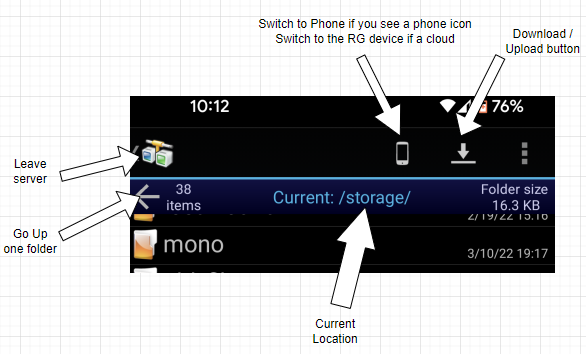 Switch to Phone if you see a phone icon
Switch to the RG device if a cloud
Download /
Upload button
10:12
76%
Leave
server
38
items
Current: /storage/
Folder size
16.3 KB
Go Up
one folder
2/19/22 15:16
mono
3/10/22 19:17
Current
Location